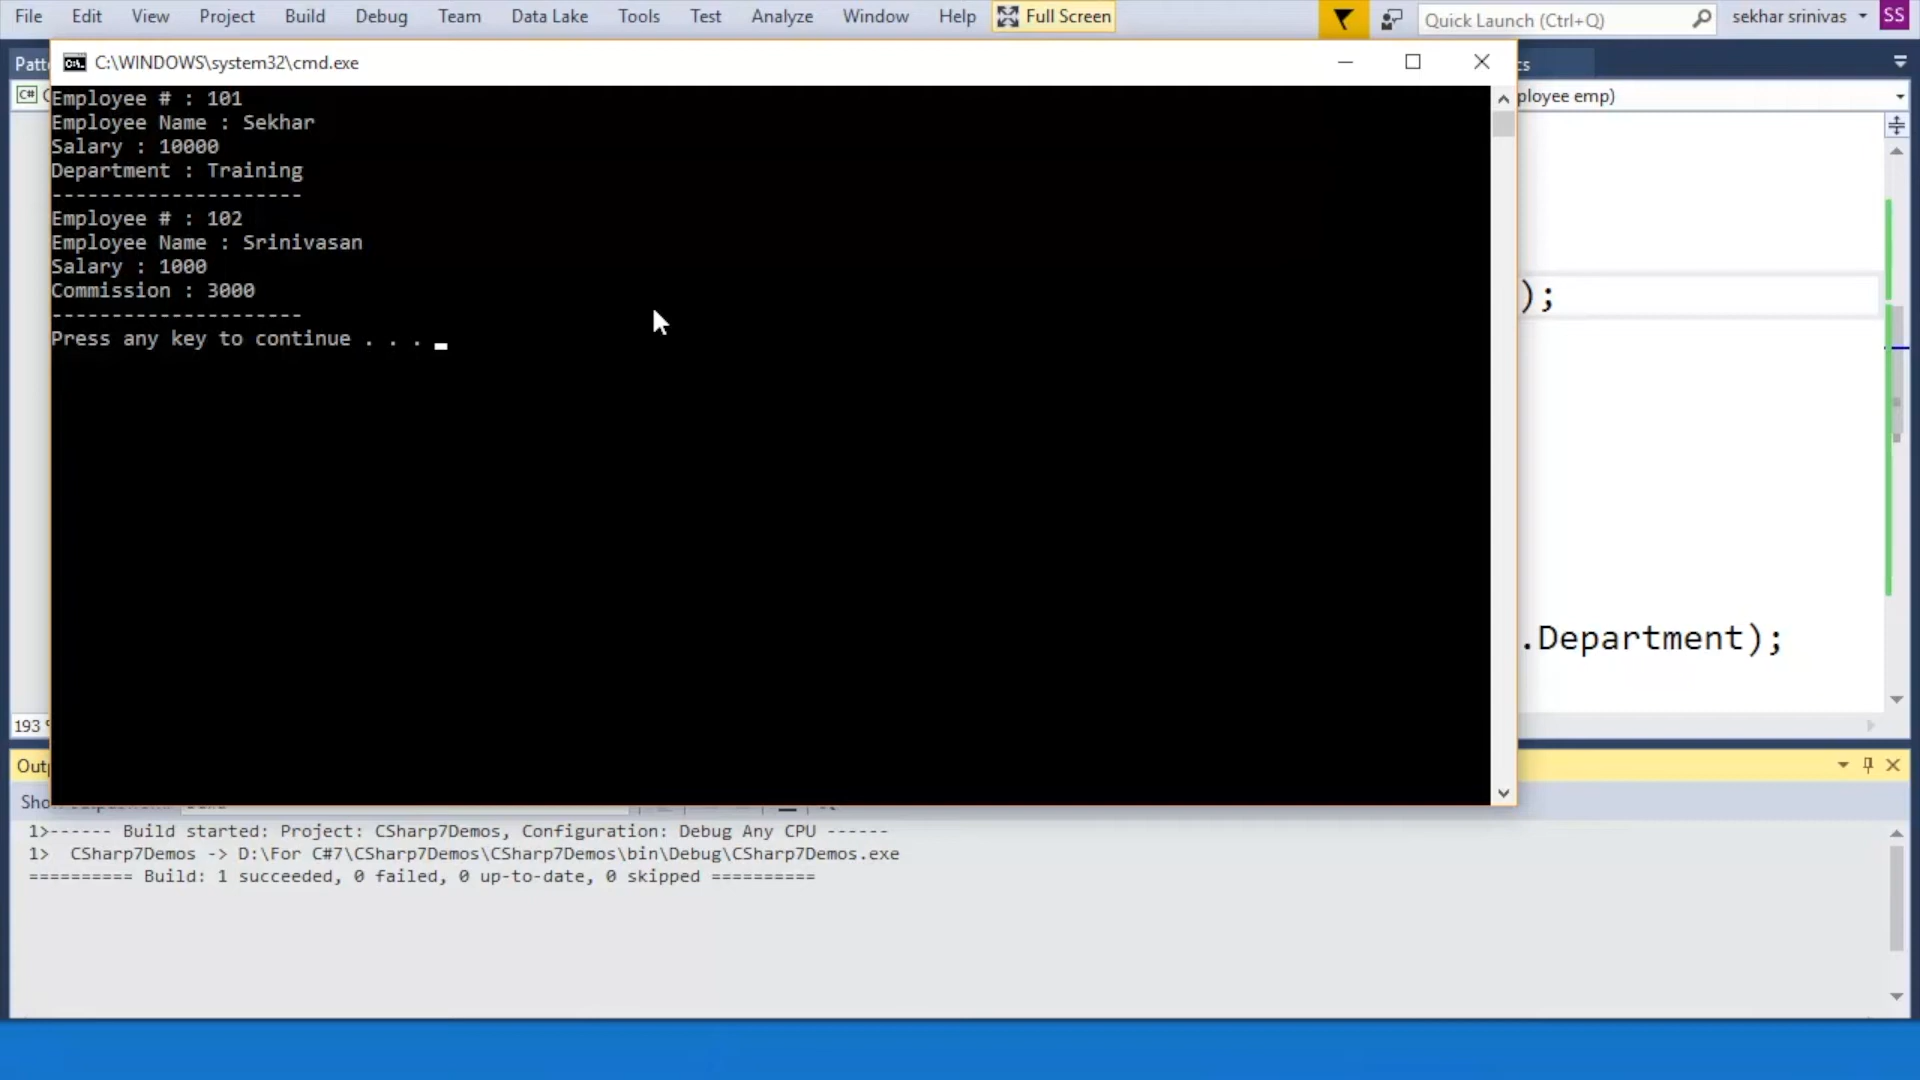 File Edit View Project Build Debug Team Data Lake Tools Test Analyze Window Help Full Screen Quick Launch (Ctrl+Q) sekhar srinivas SS
C:\WINDOWS\system32\cmd.exe
ployee emp)
Employee # : 101
Employee Name : Sekhar
Salary : 10000
Department : Training
---------------------
Employee # : 102
Employee Name : Srinivasan
Salary : 1000
Commission : 3000
---------------------
Press any key to continue . . .
);
.Department);
193
1>------ Build started: Project: CSharp7Demos, Configuration: Debug Any CPU ------
1>  CSharp7Demos -> D:\For C#7\CSharp7Demos\CSharp7Demos\bin\Debug\CSharp7Demos.exe
========== Build: 1 succeeded, 0 failed, 0 up-to-date, 0 skipped ==========